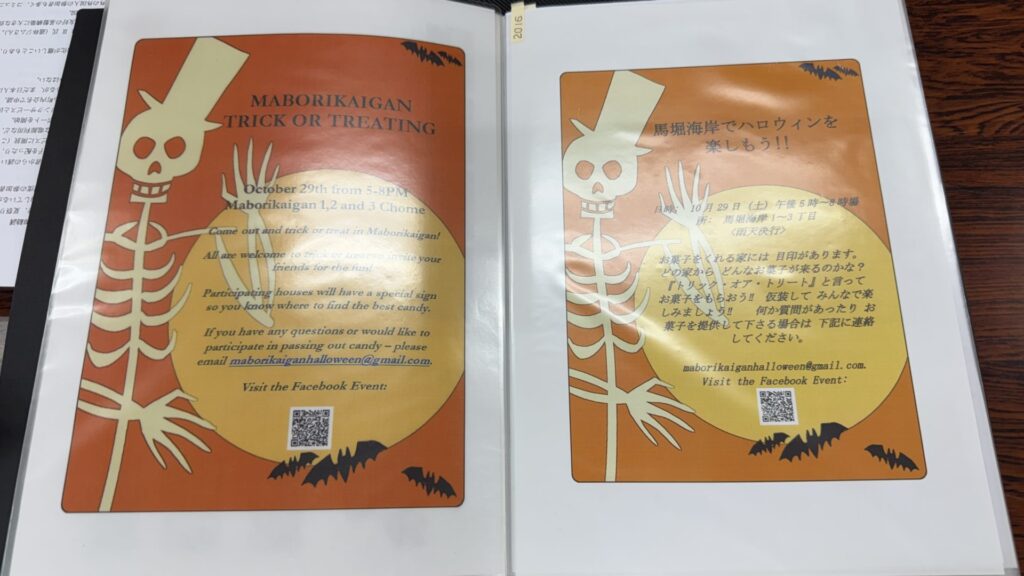 MABORIKAIGAN
TRICK OR TREATING
October 29th from 5-8PM
Maborikaigan 1,2 and 3 Chome
Come out and trick or treat in Maborikaigan!
All are welcome to trick or treat invite your
friends for the fun!
Participating houses will have a special sign
so you know where to find the best candy.
If you have any questions or would like to
participate in passing out candy – please
email maborikaiganhalloween@gmail.com.
Visit the Facebook Event:
2016
馬堀海岸でハロウィンを
楽しもう!!
日時: 10月29日 (土) 午後5時~8時場
所: 馬堀海岸1~3丁目
<雨天決行>
お菓子をくれる家には 目印があります。
どの家から どんなお菓子が来るのかな?
『トリック・オア・トリート』と言って
お菓子をもらおう!! 仮装して みんなで楽
しみましょう!! 何か質問があったり お
菓子を提供して下さる場合は 下記に連絡
してください。
maborikaiganhalloween@gmail.com.
Visit the Facebook Event: